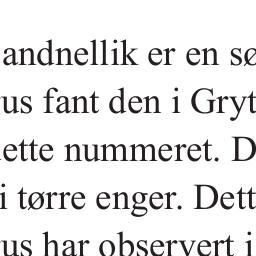 andnellik er en sø
us fant den i Gryt
ette nummeret. D
i tørre enger. Dett
us har observert i